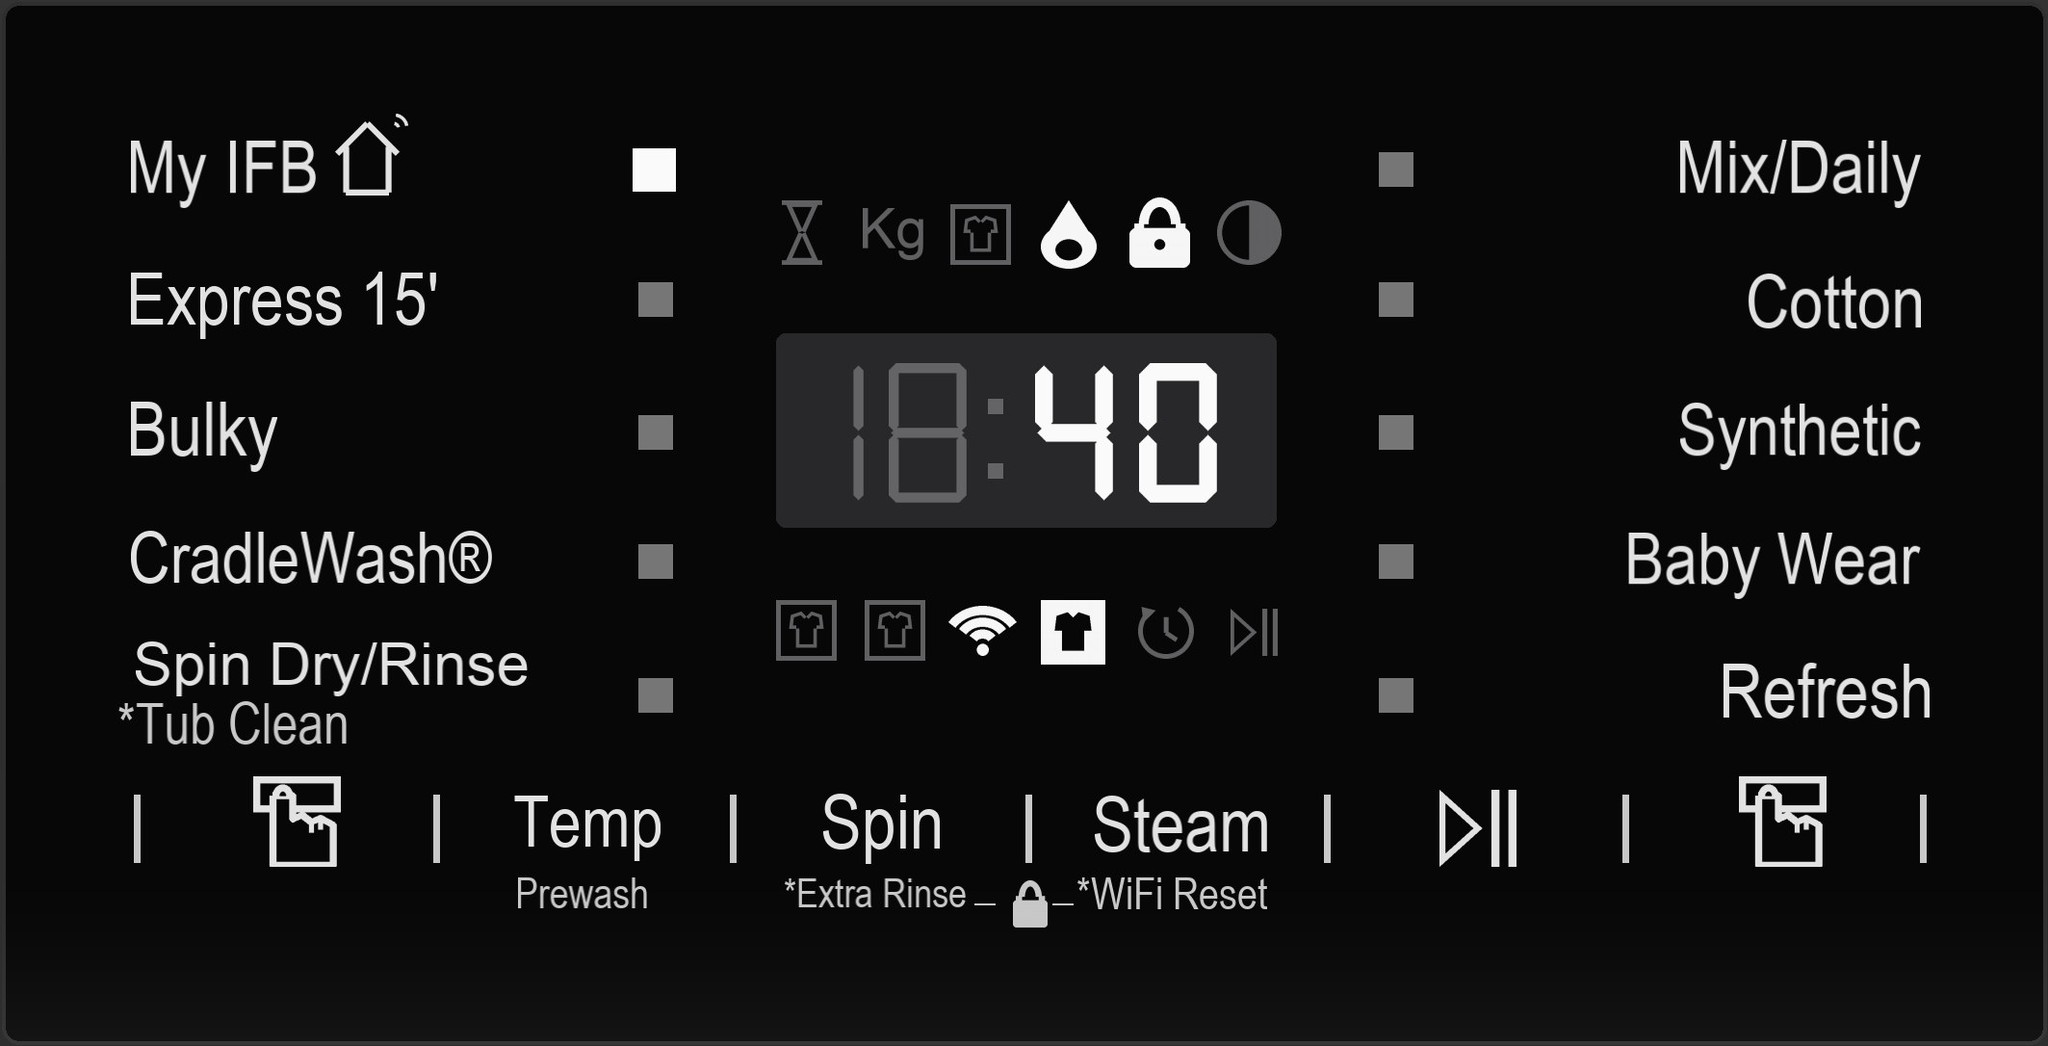 My IFB
Mix/Daily
Kg
Express 15'
Cotton
18:40
Bulky
Synthetic
CradleWash®
Baby Wear
Spin Dry/Rinse
*Tub Clean
Refresh
Temp
Spin
Steam
Prewash
*Extra Rinse
*WiFi Reset